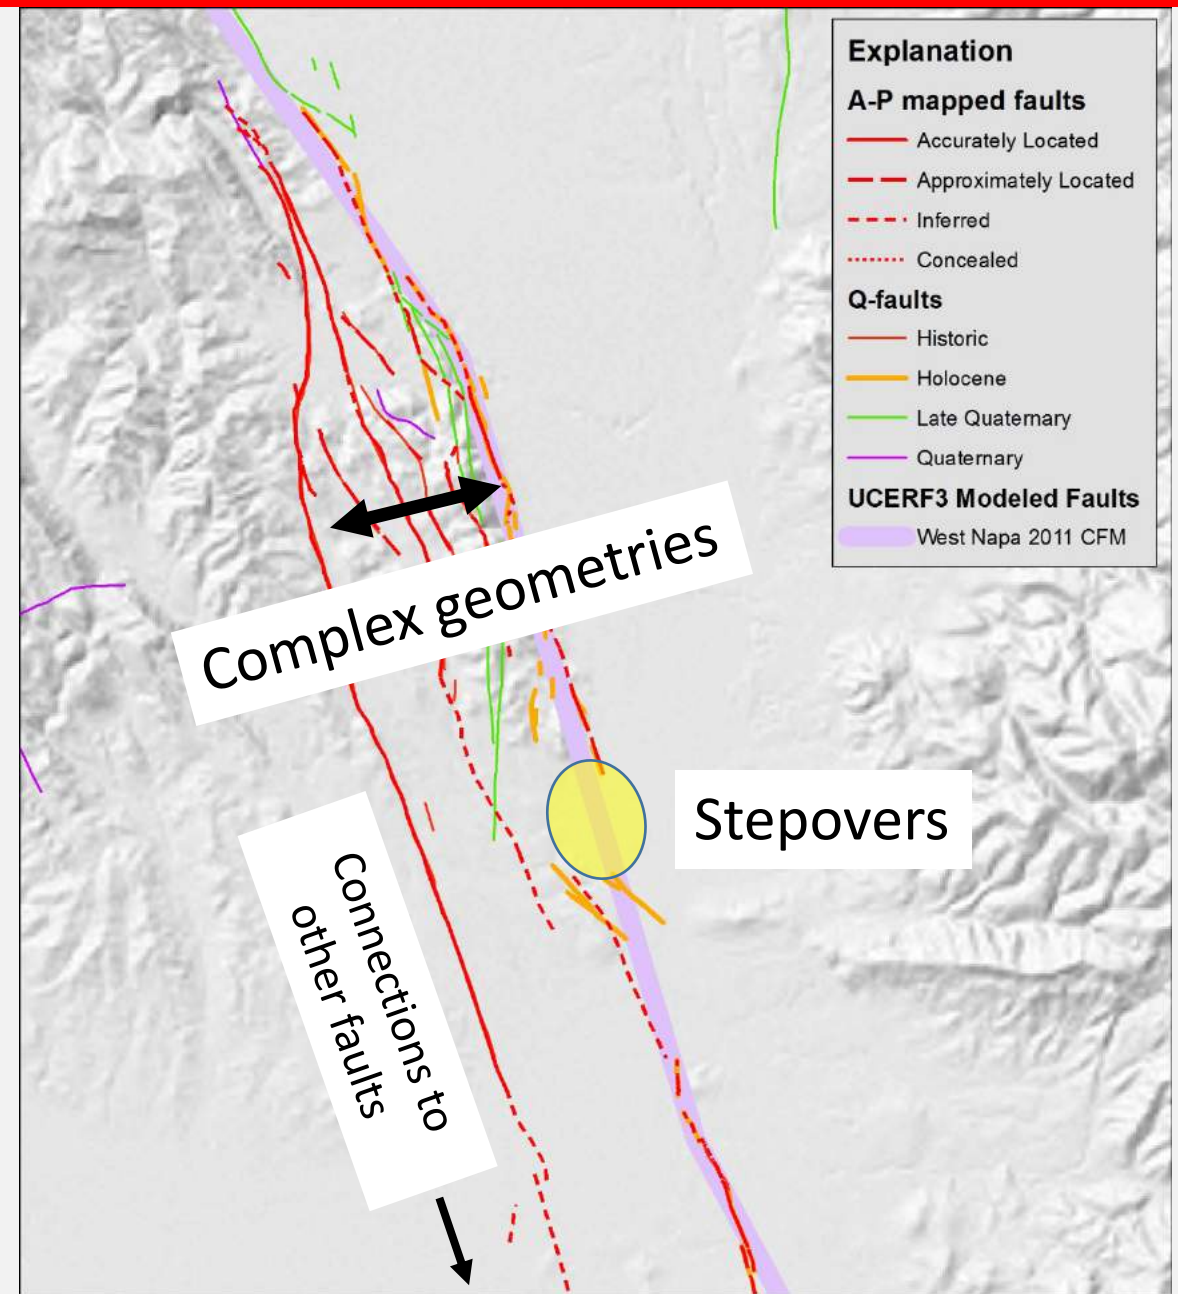 Explanation
A-P mapped faults
Accurately Located
Approximately Located
Inferred
Concealed
Q-faults
Historic
Holocene
Late Quaternary
Quaternary
UCERF3 Modeled Faults
West Napa 2011 CFM
Complex geometries
Stepovers
Connections to
other faults